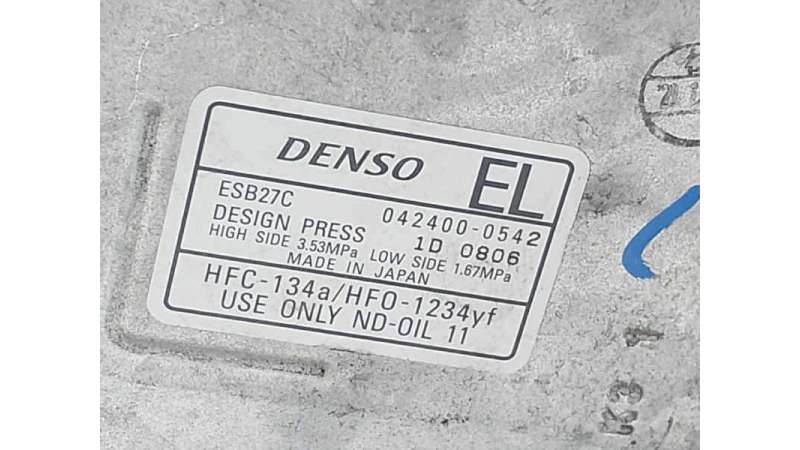 DENSO
EL
ESB27C
042400-0542
DESIGN PRESS 1D 0806
HIGH SIDE 3.53MPa LOW SIDE 1.67MPa
MADE IN JAPAN
HFC-134a/HFO-1234yf
USE ONLY ND-OIL 11
K3